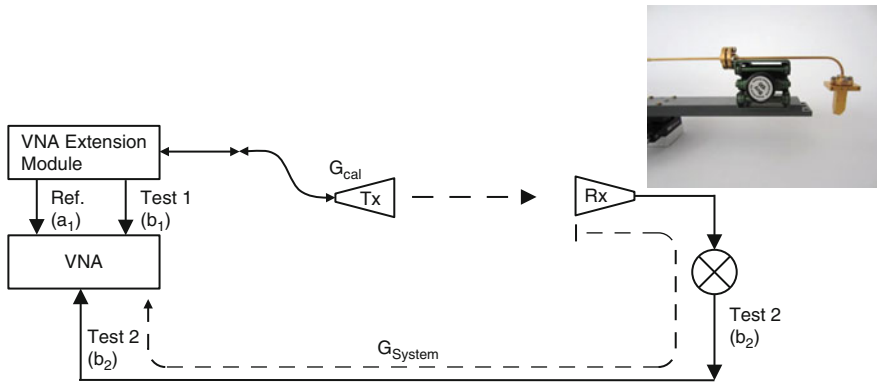 VNA Extension
Module
Ref.
(a1)
Test 1
(b1)
VNA
Test 2
(b2)
Gcal
Tx
Rx
GSystem
Test 2
(b2)